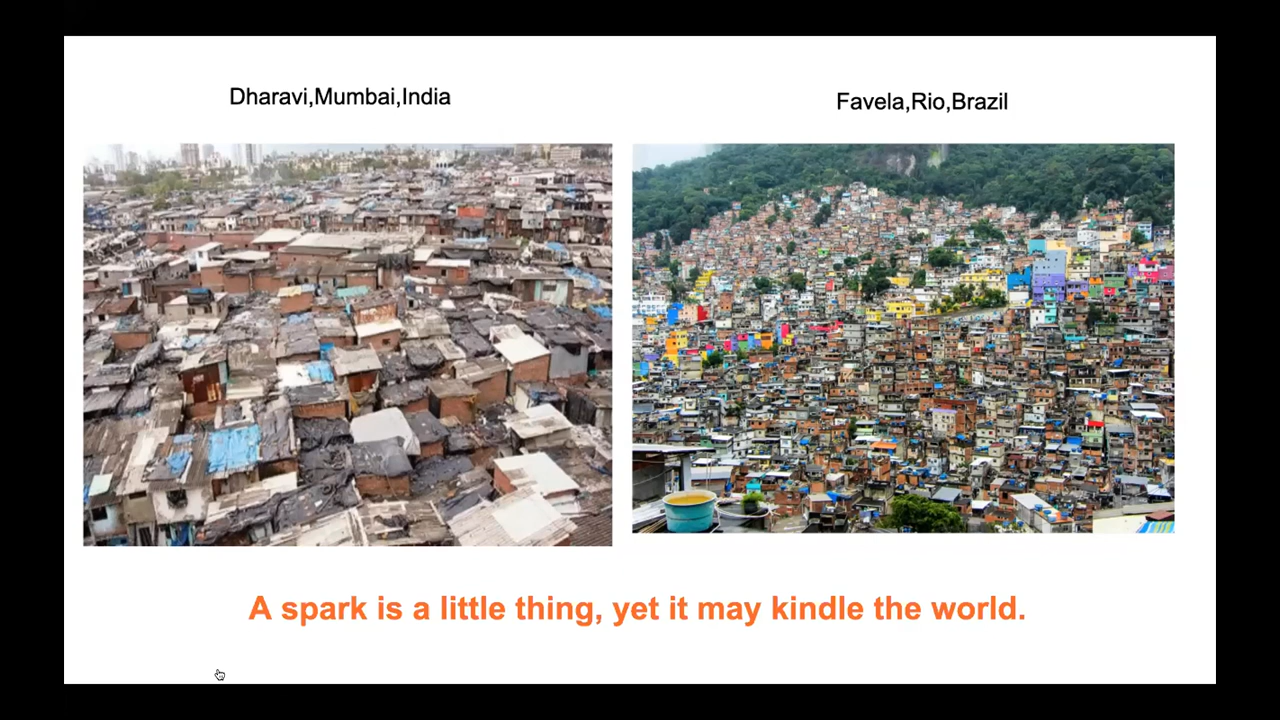 Dharavi,Mumbai,India
Favela,Rio,Brazil
A spark is a little thing, yet it may kindle the world.